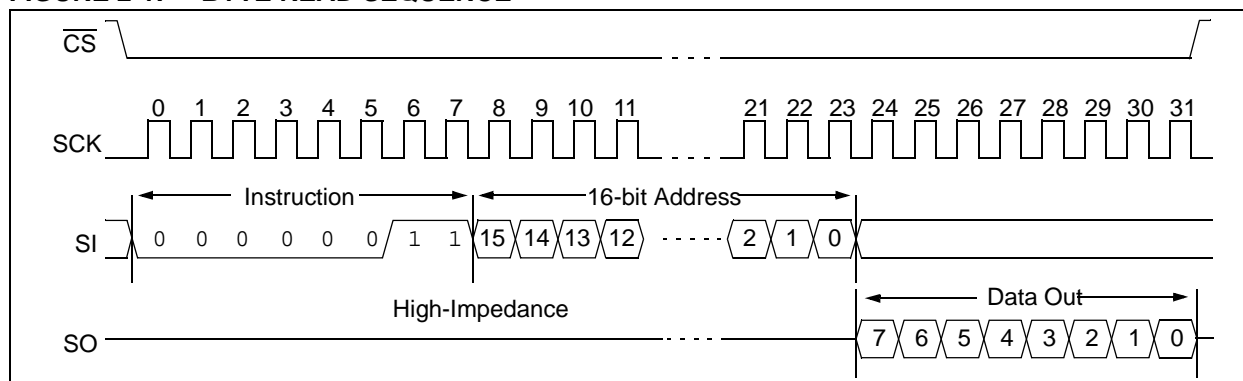 FIGURE BYTE READ SEQUENCE
CS
0 1 2 3 4 5 6 7 8 9 10 11 21 22 23 24 25 26 27 28 29 30 31
SCK
Instruction 16-bit Address
SI 0 0 0 0 0 0 1 1 15 14 13 12 2 1 0
High-Impedance Data Out
SO 7 6 5 4 3 2 1 0